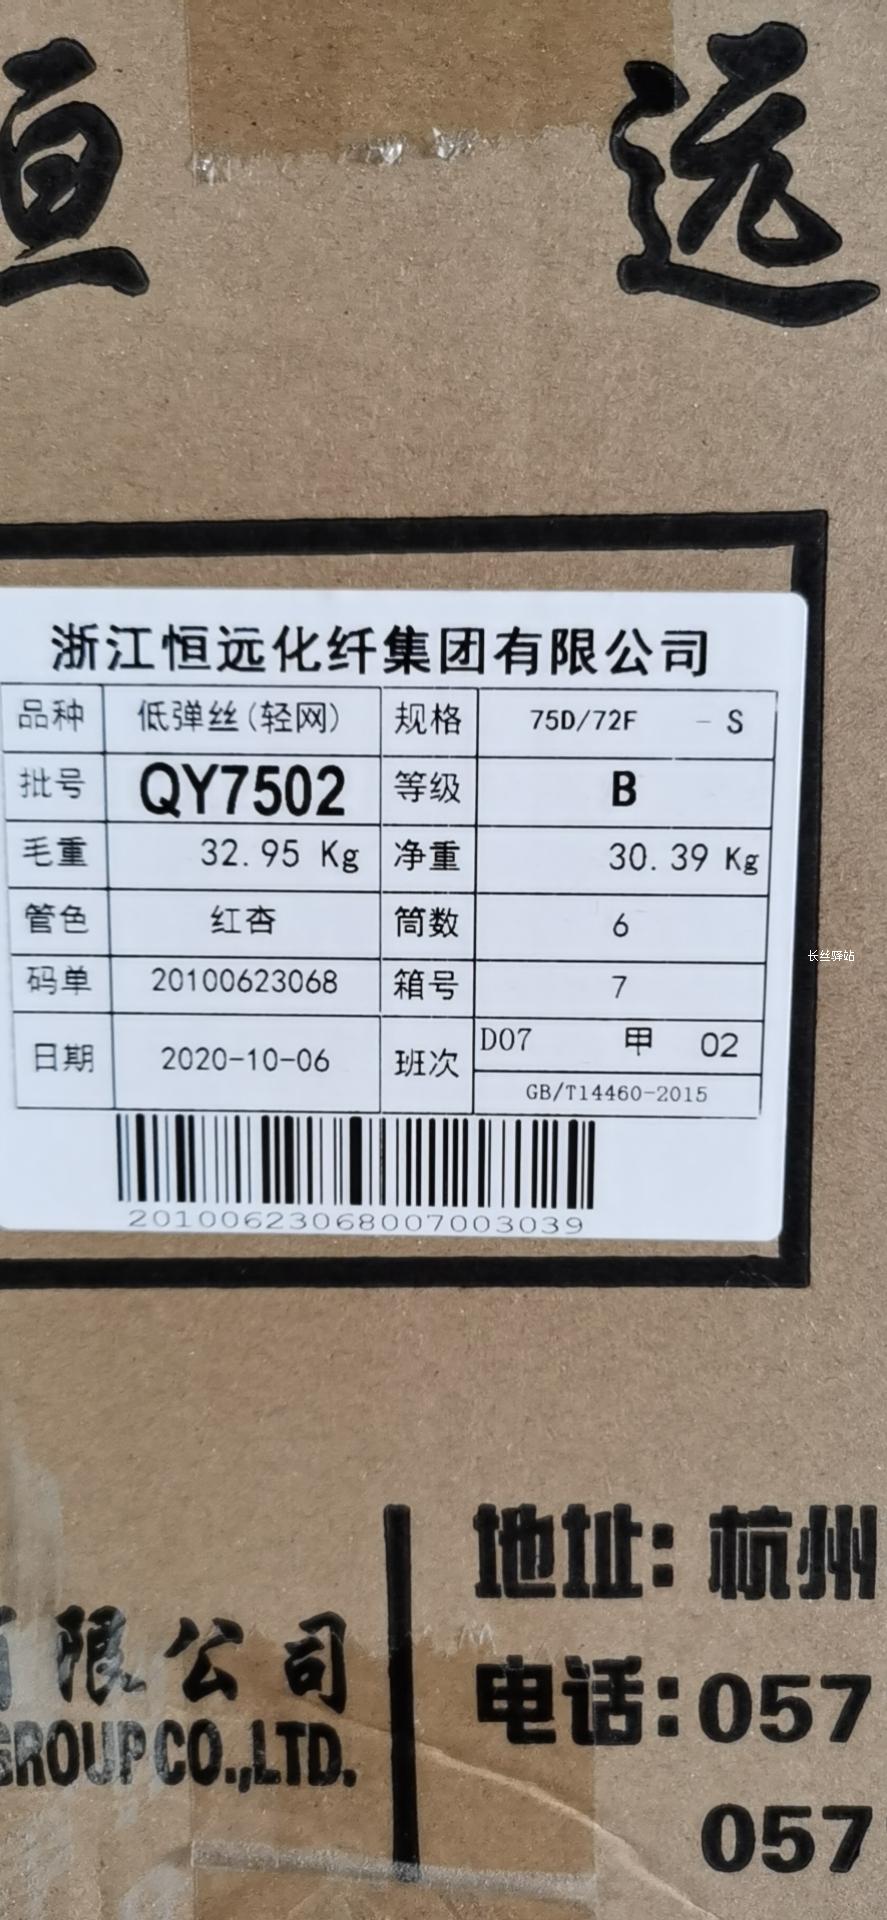 恒 远
浙江恒远化纤集团有限公司
品种 低弹丝(轻网) 规格 75D/72F - S
批号 QY7502 等级 B
毛重 32.95 Kg 净重 30.39 Kg
管色 红杏 筒数 6
码单 20100623068 箱号 7
日期 2020-10-06 班次 D07 甲 02
GB/T14460-2015
20100623068007003039
长丝驿站
有限公司
GROUP CO.,LTD.
地址:杭州
电话:057
057